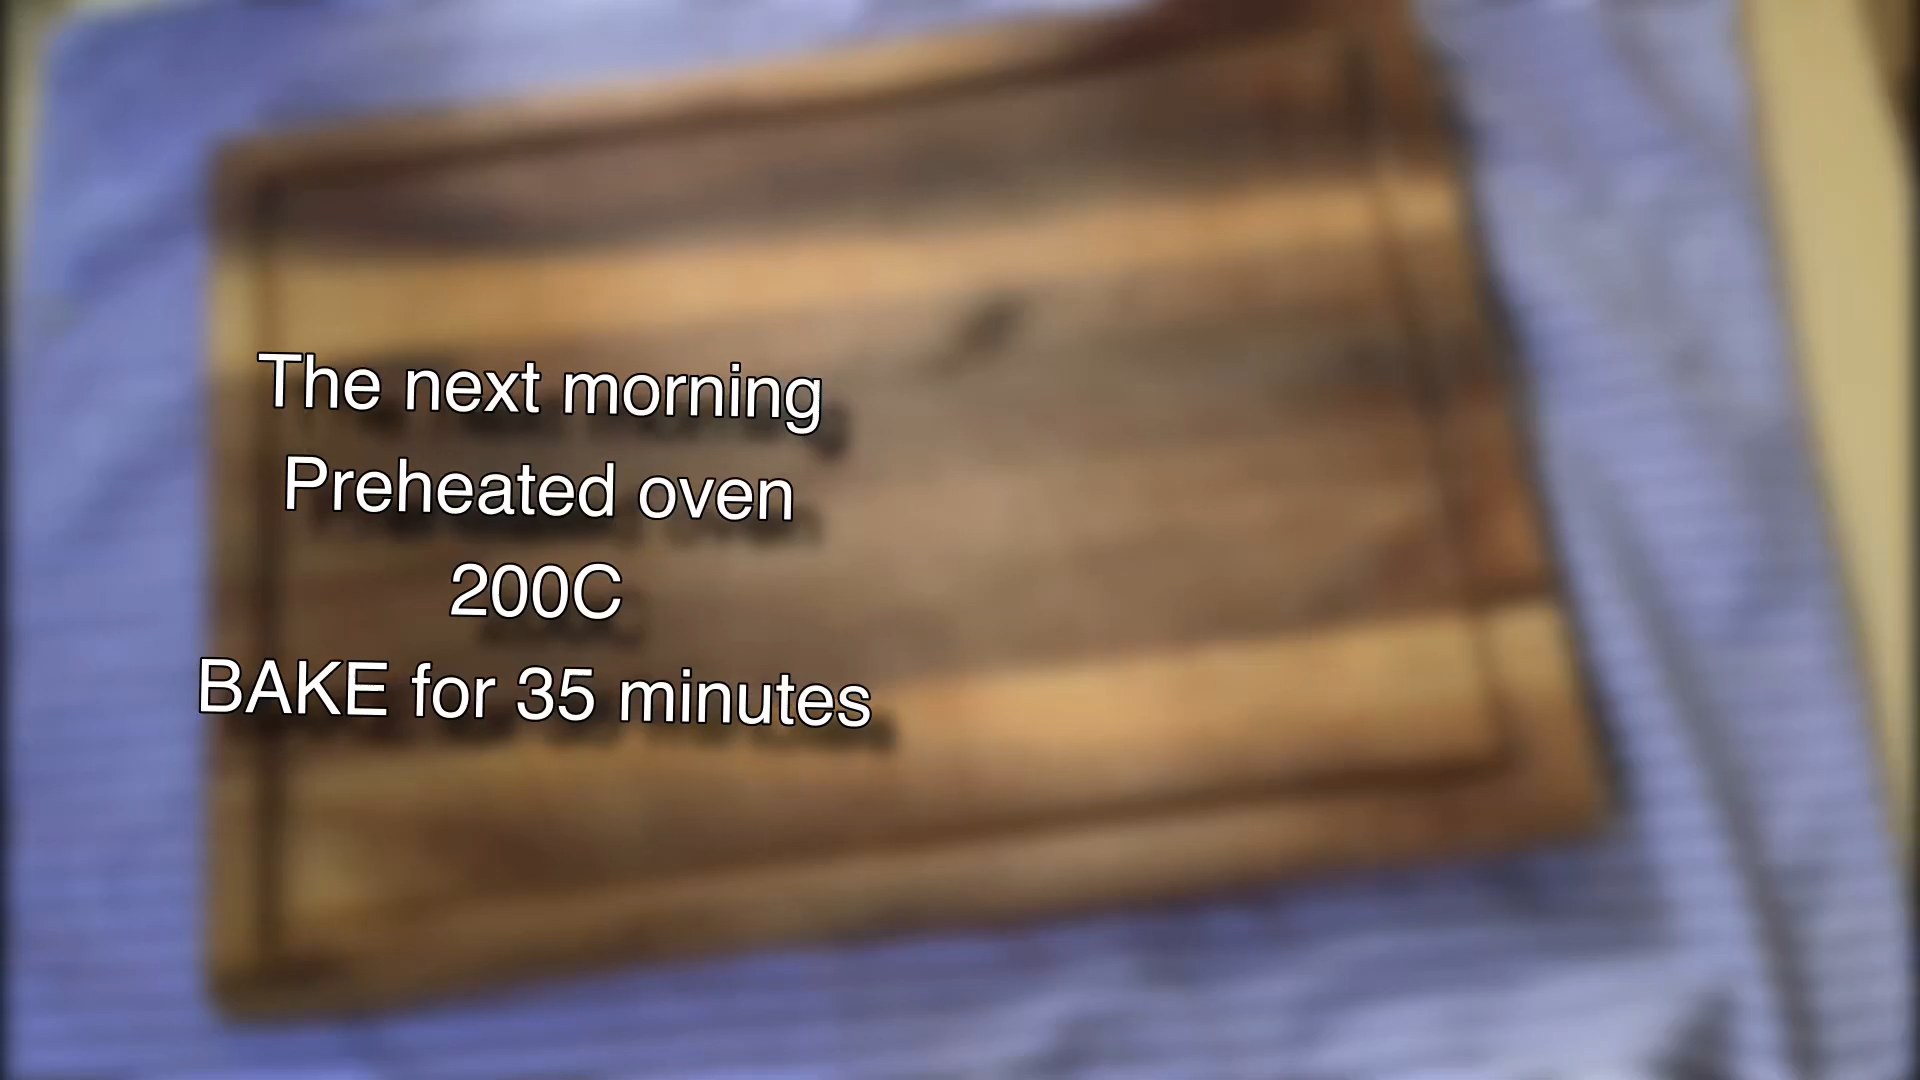 The next morning
Preheated oven
200C
BAKE for 35 minutes